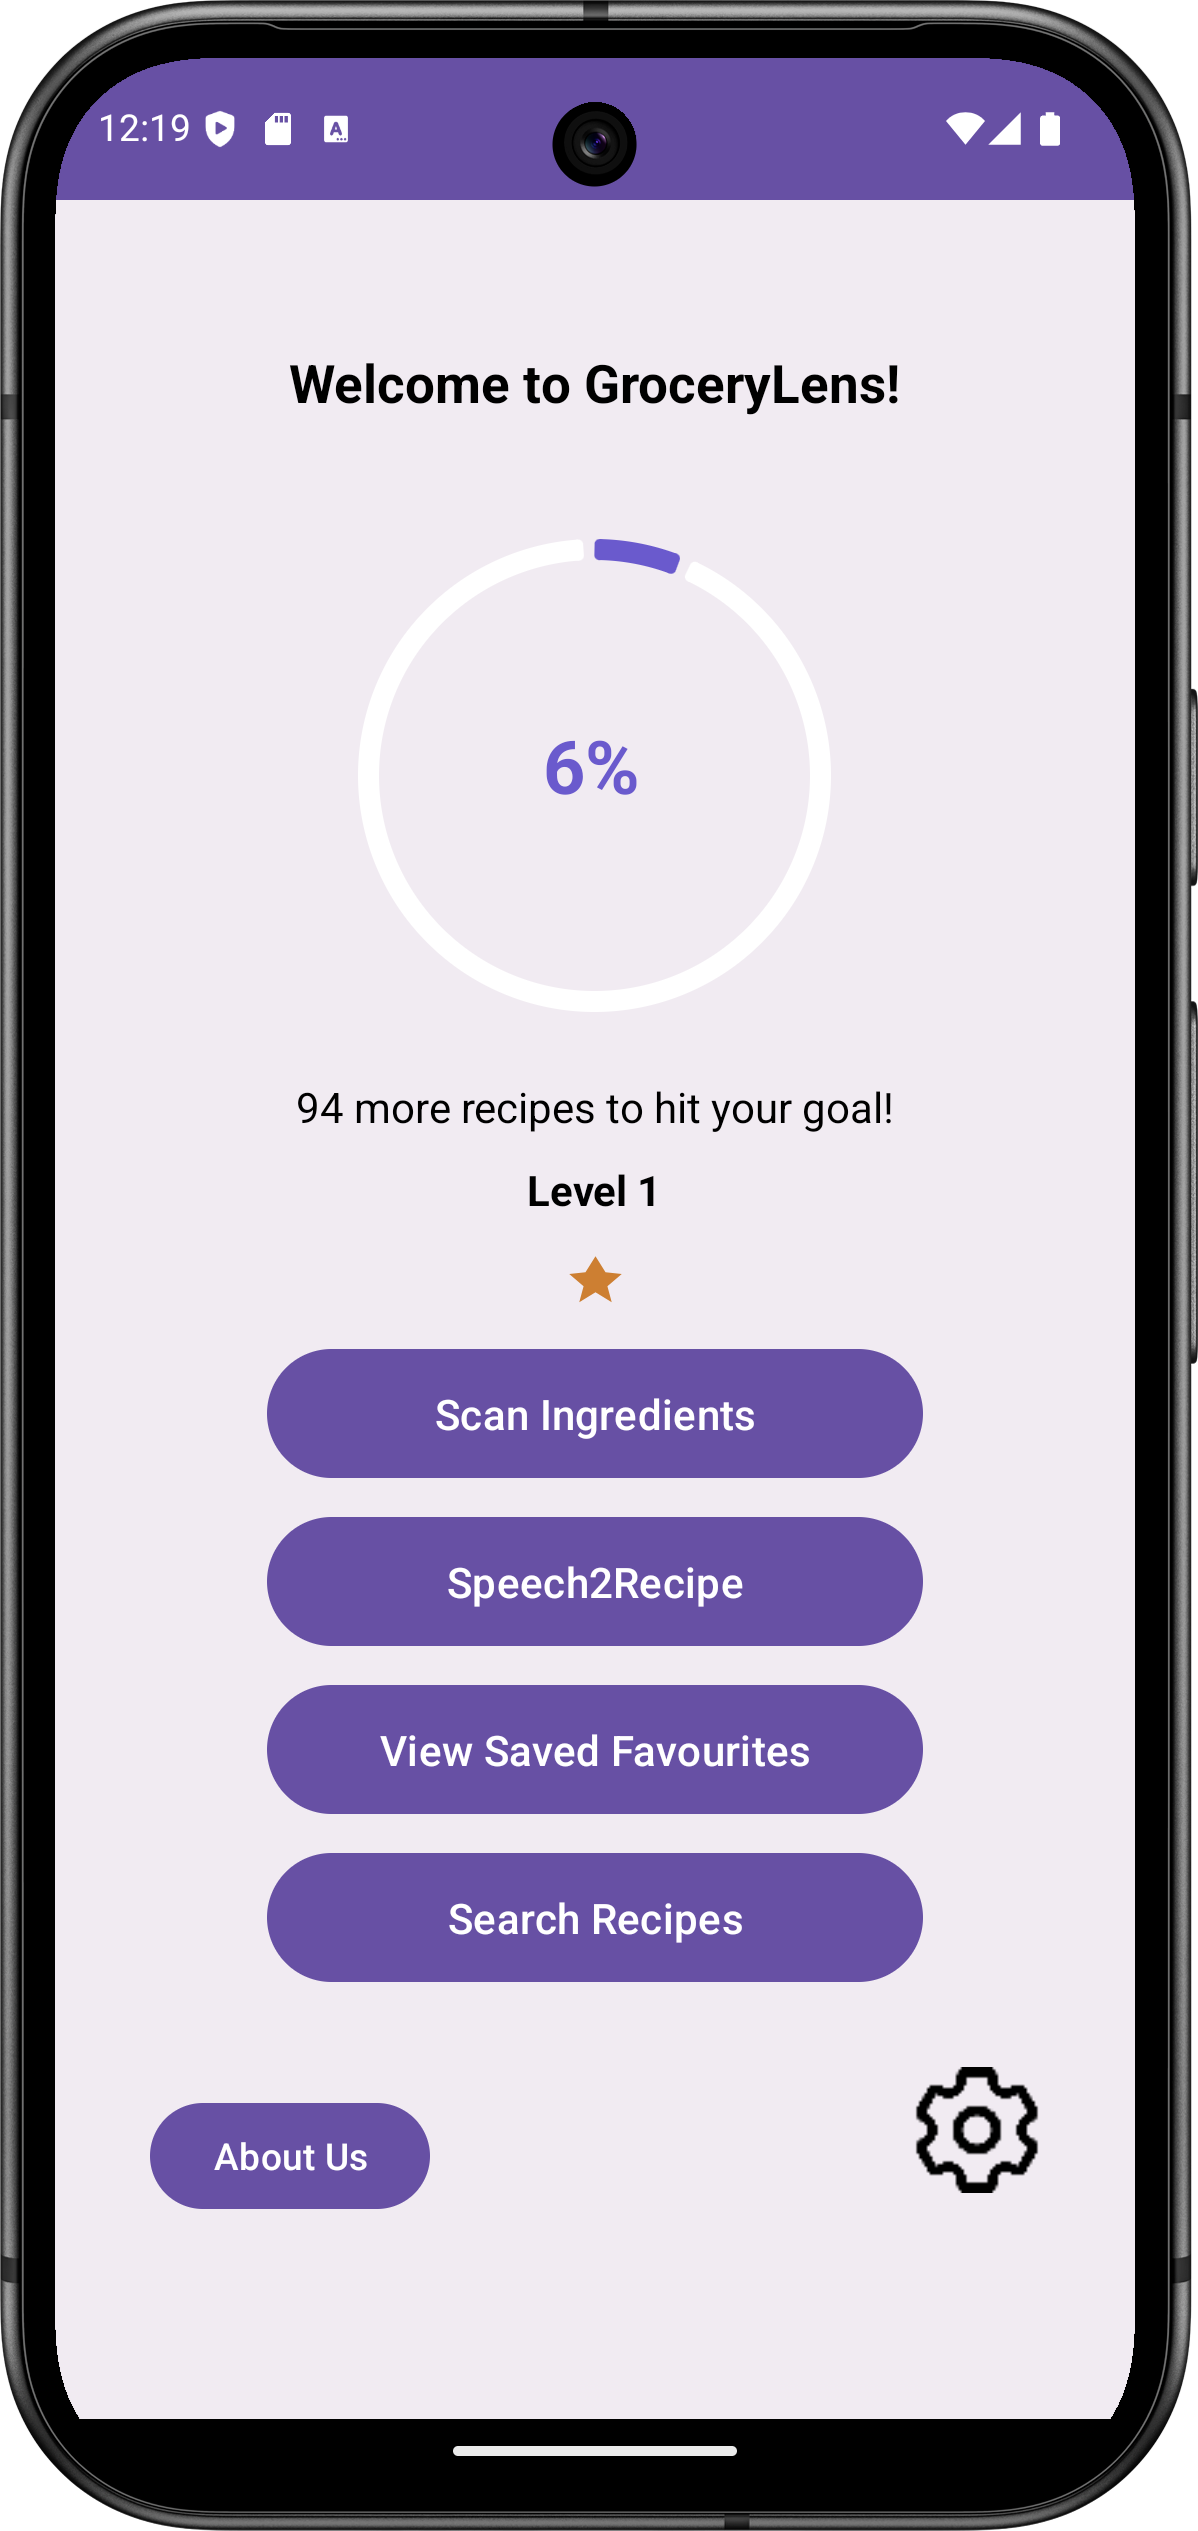 12:19
Welcome to GroceryLens!
6%
94 more recipes to hit your goal!
Level 1
Scan Ingredients
Speech2Recipe
View Saved Favourites
Search Recipes
About Us